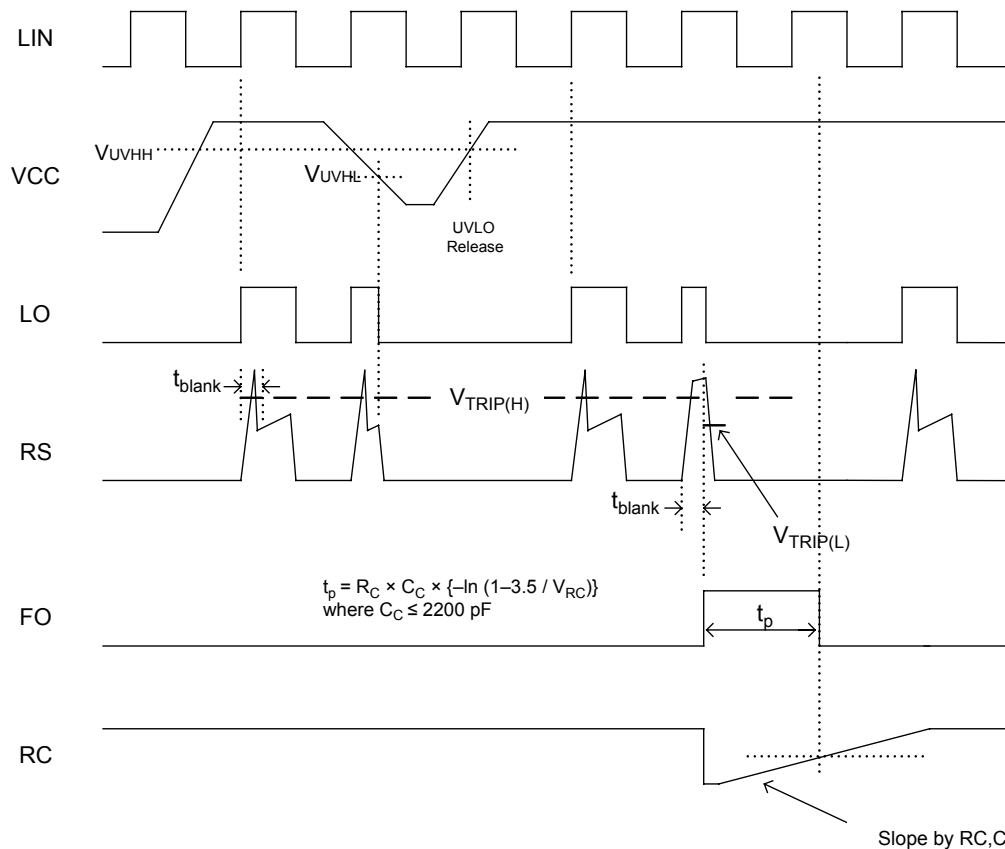 LIN
VUVHH
VCC
VUVHL
UVLO
Release
LO
tblank
VTRIP(H)
RS
tblank
VTRIP(L)
tp = RC × CC × {–ln (1–3.5 / VRC)}
where CC ≤ 2200 pF
FO
tp
RC
Slope by RC,C